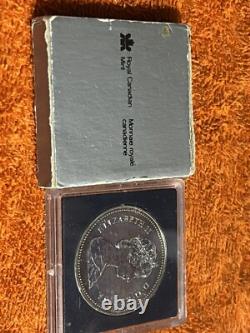 Royal Canadian
Mint
Monnaie royale
canadienne
ELIZABETH II